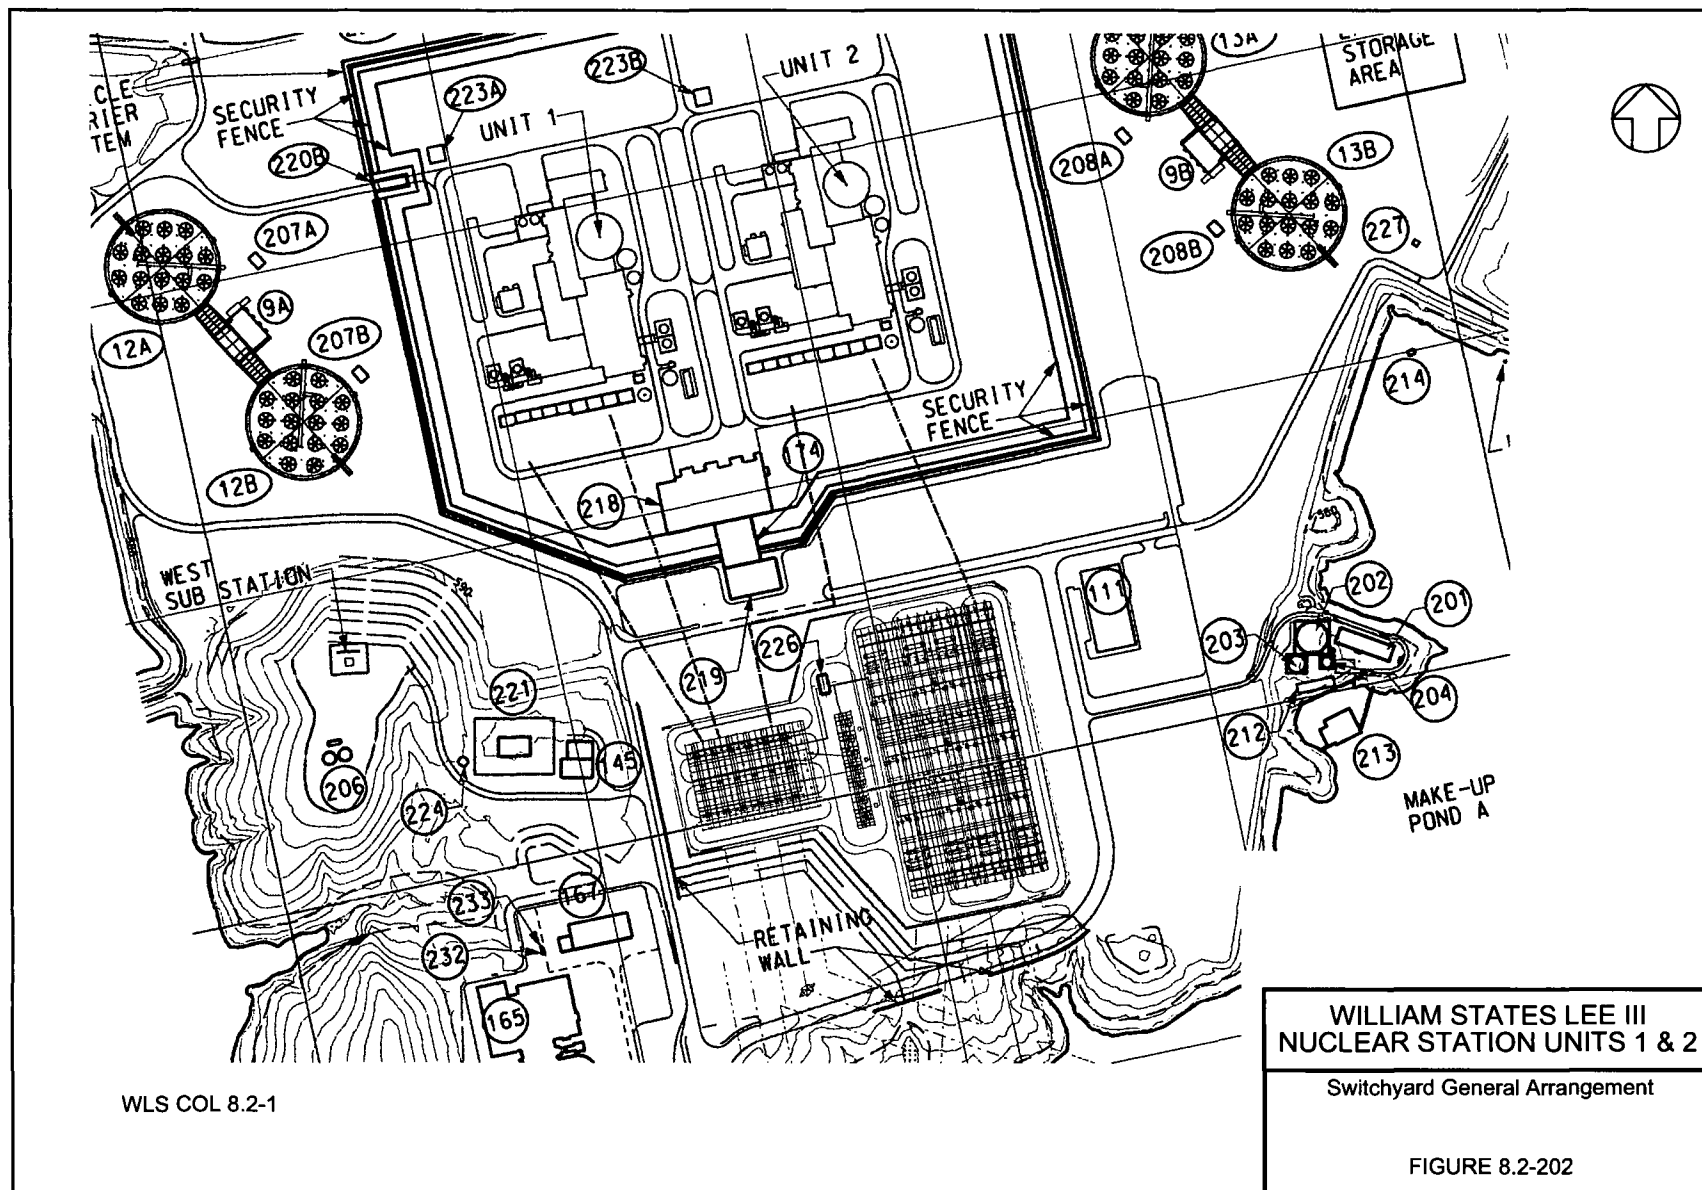 13A
STORAGE
AREA
223B
UNIT 2
CLE
RIER
TEM
SECURITY
FENCE
223A
UNIT 1
220B
208A
9B
13B
207A
208B
227
9A
12A
207B
214
SECURITY
FENCE
174
12B
218
580
WEST
SUB STATION
590
111
202
201
203
226
219
221
204
212
213
145
206
224
MAKE-UP
POND A
233
167
RETAINING
WALL
232
165
WILLIAM STATES LEE III
NUCLEAR STATION UNITS 1 & 2
Switchyard General Arrangement
WLS COL 8.2-1
FIGURE 8.2-202